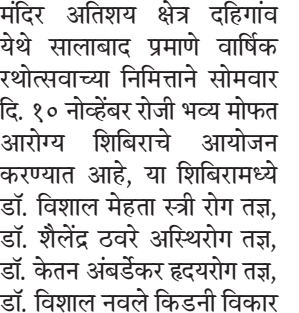 मंदिर अतिशय क्षेत्र दहिगांव
येथे सालाबाद प्रमाणे वार्षिक
रथोत्सवाच्या निमित्ताने सोमवार
दि. १० नोव्हेंबर रोजी भव्य मोफत
आरोग्य शिबिराचे आयोजन
करण्यात आहे, या शिबिरामध्ये
डॉ. विशाल मेहता स्त्री रोग तज्ञ,
डॉ. शैलेंद्र ठवरे अस्थिरोग तज्ञ,
डॉ. केतन अंबर्डेकर हृदयरोग तज्ञ,
डॉ. विशाल नवले किडनी विकार